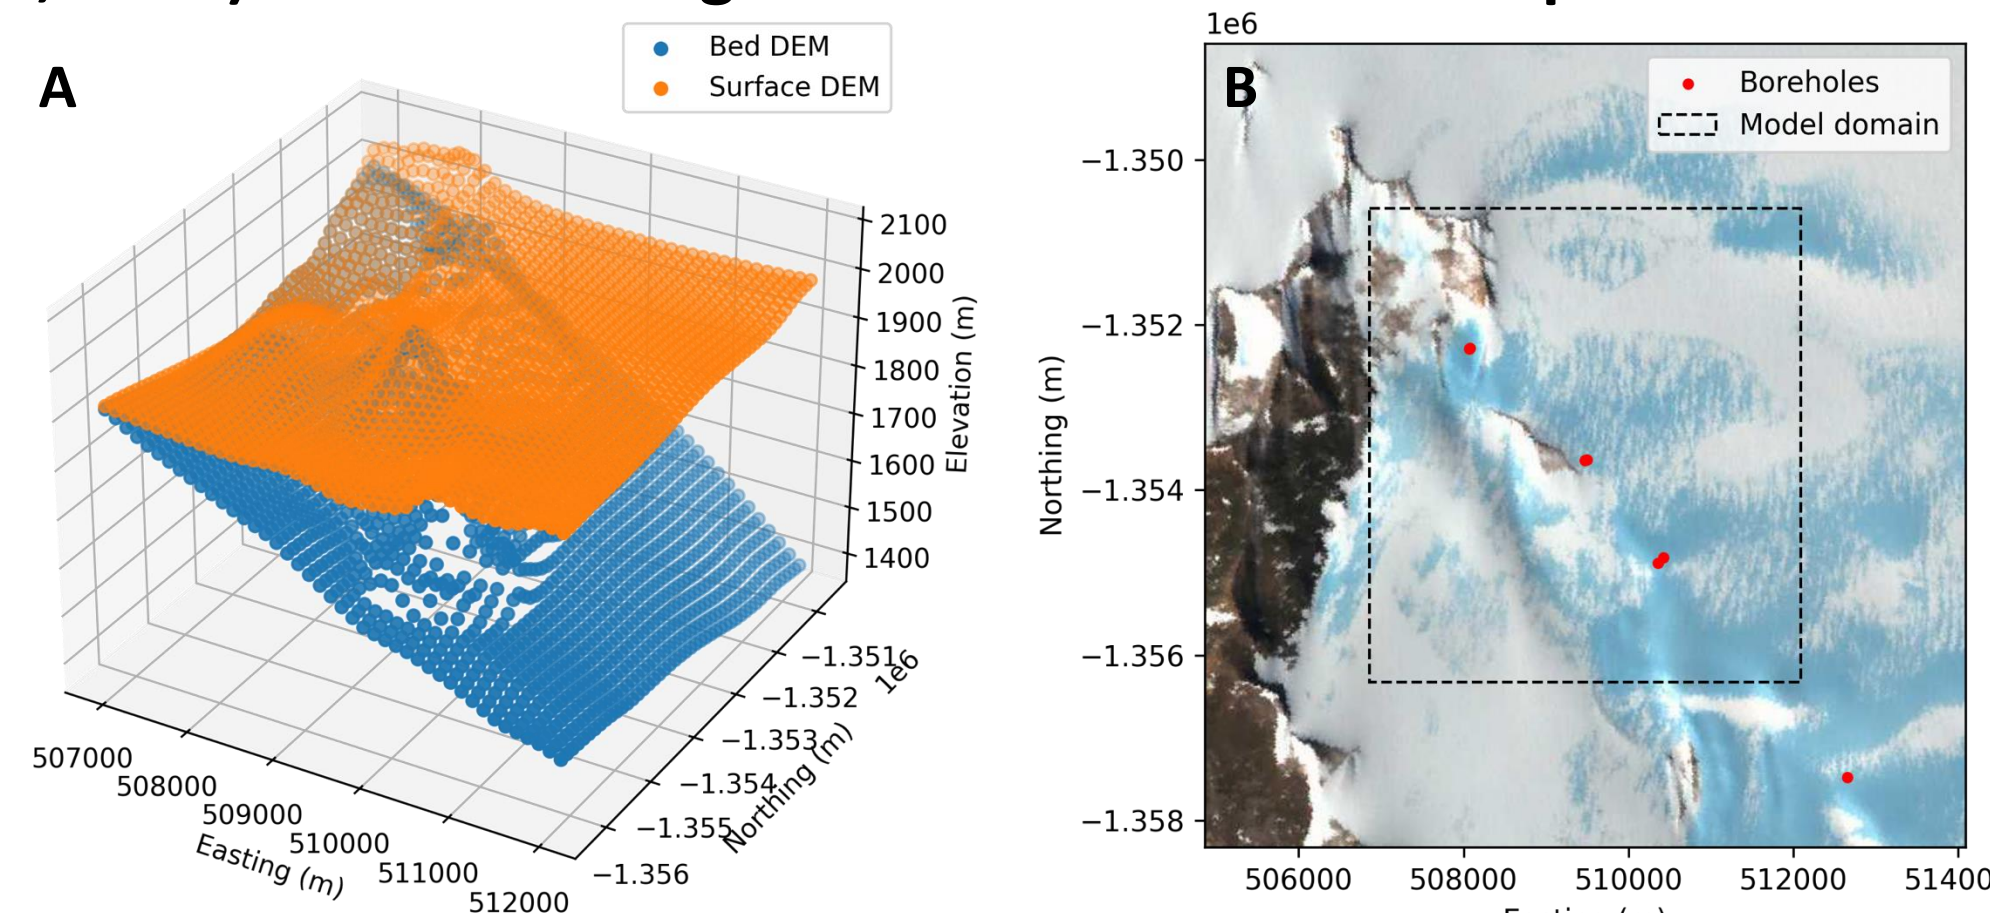 A
Bed DEM
Surface DEM
2100
2000
1900
1800
1700
1600
1500
1400
Elevation (m)
−1.351
−1.352
−1.353
−1.354
−1.355
−1.356
1e6
Northing (m)
507000
508000
509000
510000
511000
512000
Easting (m)
B
1e6
Boreholes
Model domain
−1.350
−1.352
−1.354
−1.356
−1.358
Northing (m)
506000
508000
510000
512000
51400